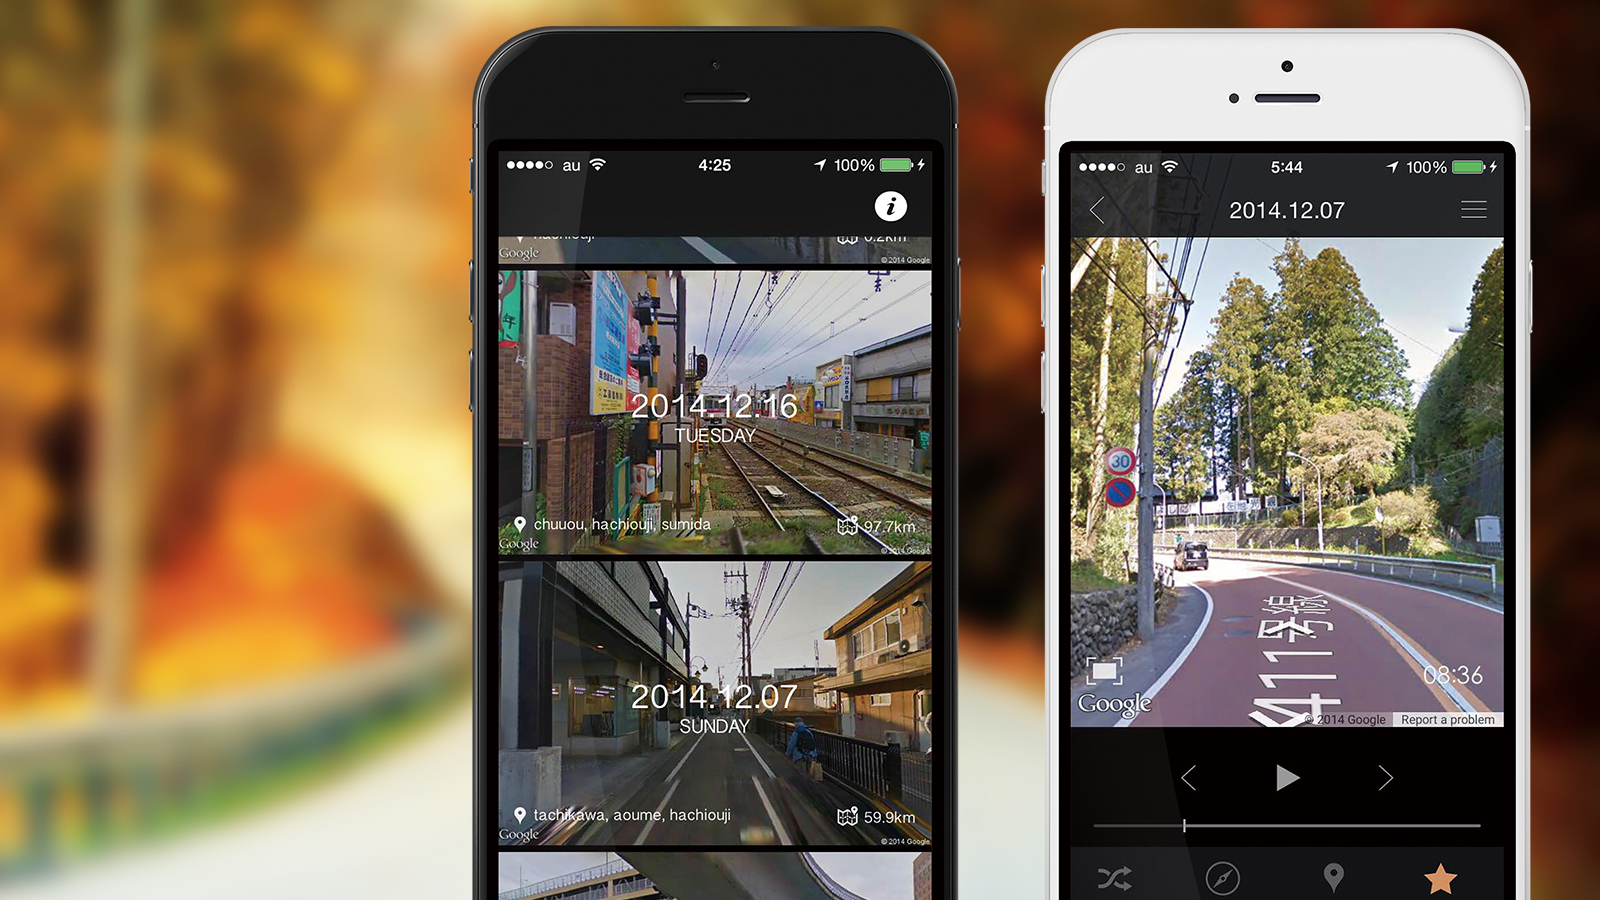 au
4:25
100%
i
hachiouji
0.2km
Google
© 2014 Google
2014.12.16
TUESDAY
chuuou, hachiouji, sumida
97.7km
Google
© 2014 Google
2014.12.07
SUNDAY
tachikawa, aoume, hachiouji
59.9km
Google
© 2014 Google
au
5:44
100%
2014.12.07
30
411号線
08:36
Google
© 2014 Google
Report a problem